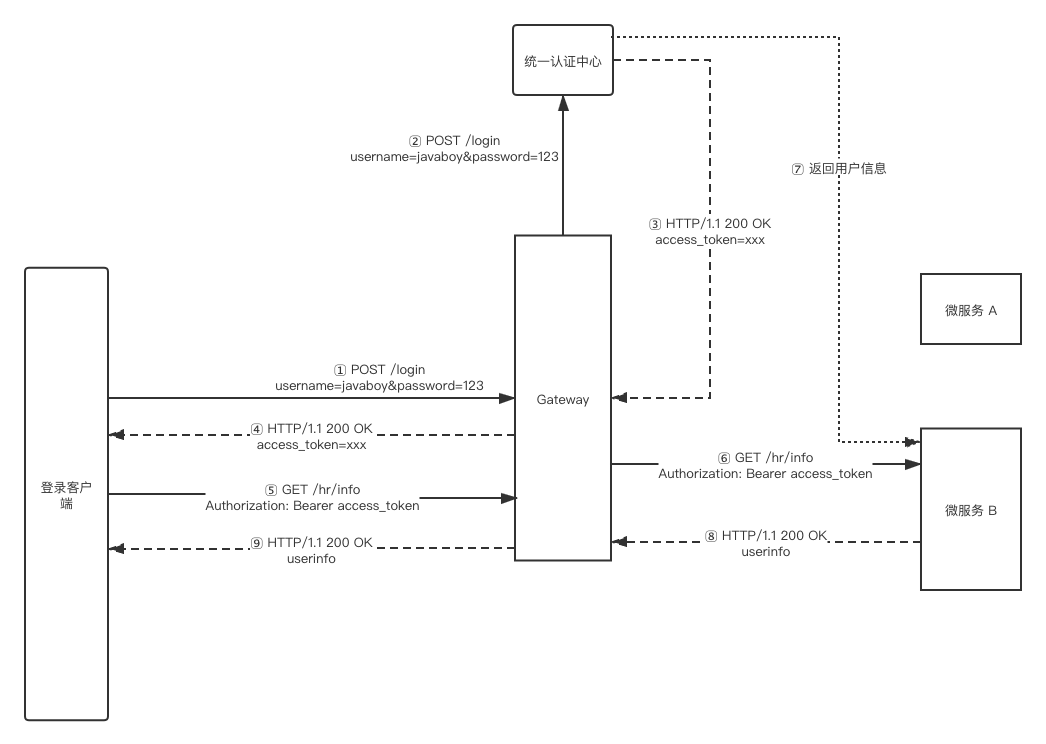 统一认证中心
② POST /login
username=javaboy&password=123
⑦ 返回用户信息
③ HTTP/1.1 200 OK
access_token=xxx
微服务 A
① POST /login
username=javaboy&password=123
Gateway
④ HTTP/1.1 200 OK
access_token=xxx
⑥ GET /hr/info
Authorization: Bearer access_token
登录客户
端
⑤ GET /hr/info
Authorization: Bearer access_token
微服务 B
⑨ HTTP/1.1 200 OK
userinfo
⑧ HTTP/1.1 200 OK
userinfo